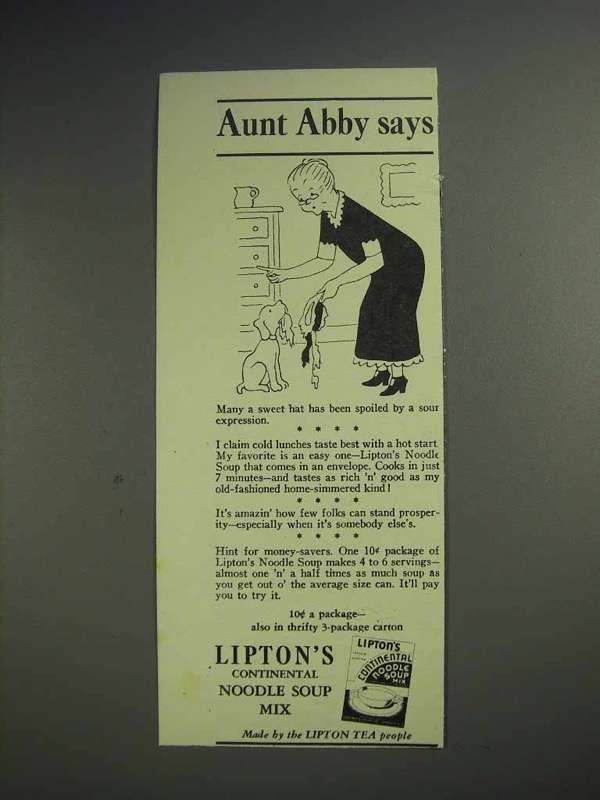 Aunt Abby says
Many a sweet hat has been spoiled by a sour
expression.
* * * *
I claim cold lunches taste best with a hot start.
My favorite is an easy one—Lipton's Noodle
Soup that comes in an envelope. Cooks in just
7 minutes—and tastes as rich 'n' good as my
old-fashioned home-simmered kind!
* * * *
It's amazin' how few folks can stand prosper-
ity—especially when it's somebody else's.
* * * *
Hint for money-savers. One 10¢ package of
Lipton's Noodle Soup makes 4 to 6 servings—
almost one 'n' a half times as much soup as
you get out o' the average size can. It'll pay
you to try it.
10¢ a package—
also in thrifty 3-package carton
LIPTON'S
CONTINENTAL
NOODLE SOUP
MIX
LIPTON'S
CONTINENTAL
NOODLE
SOUP
MIX
Made by the LIPTON TEA people